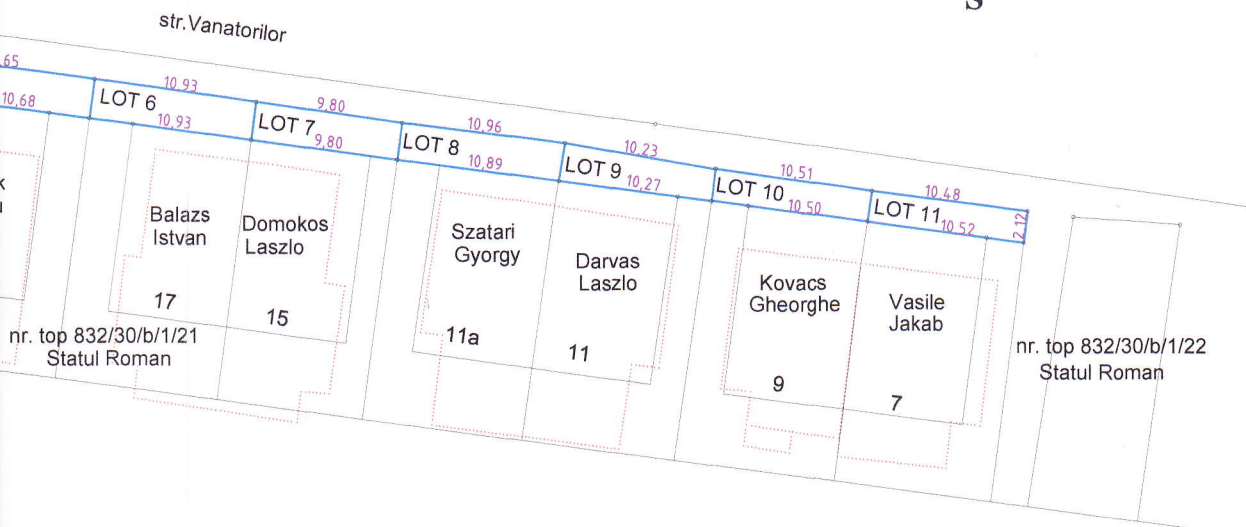 S
str.Vanatorilor
10,93
9,80
10,96
10,23
10,51
10,48
2,12
,65
10,68
LOT 6
10,93
LOT 7
9,80
LOT 8
10,89
LOT 9
10,27
LOT 10
10,50
LOT 11
10,52
Balazs
Istvan
17
Domokos
Laszlo
15
Szatari
Gyorgy
11a
Darvas
Laszlo
11
Kovacs
Gheorghe
9
Vasile
Jakab
7
nr. top 832/30/b/1/21
Statul Roman
nr. top 832/30/b/1/22
Statul Roman